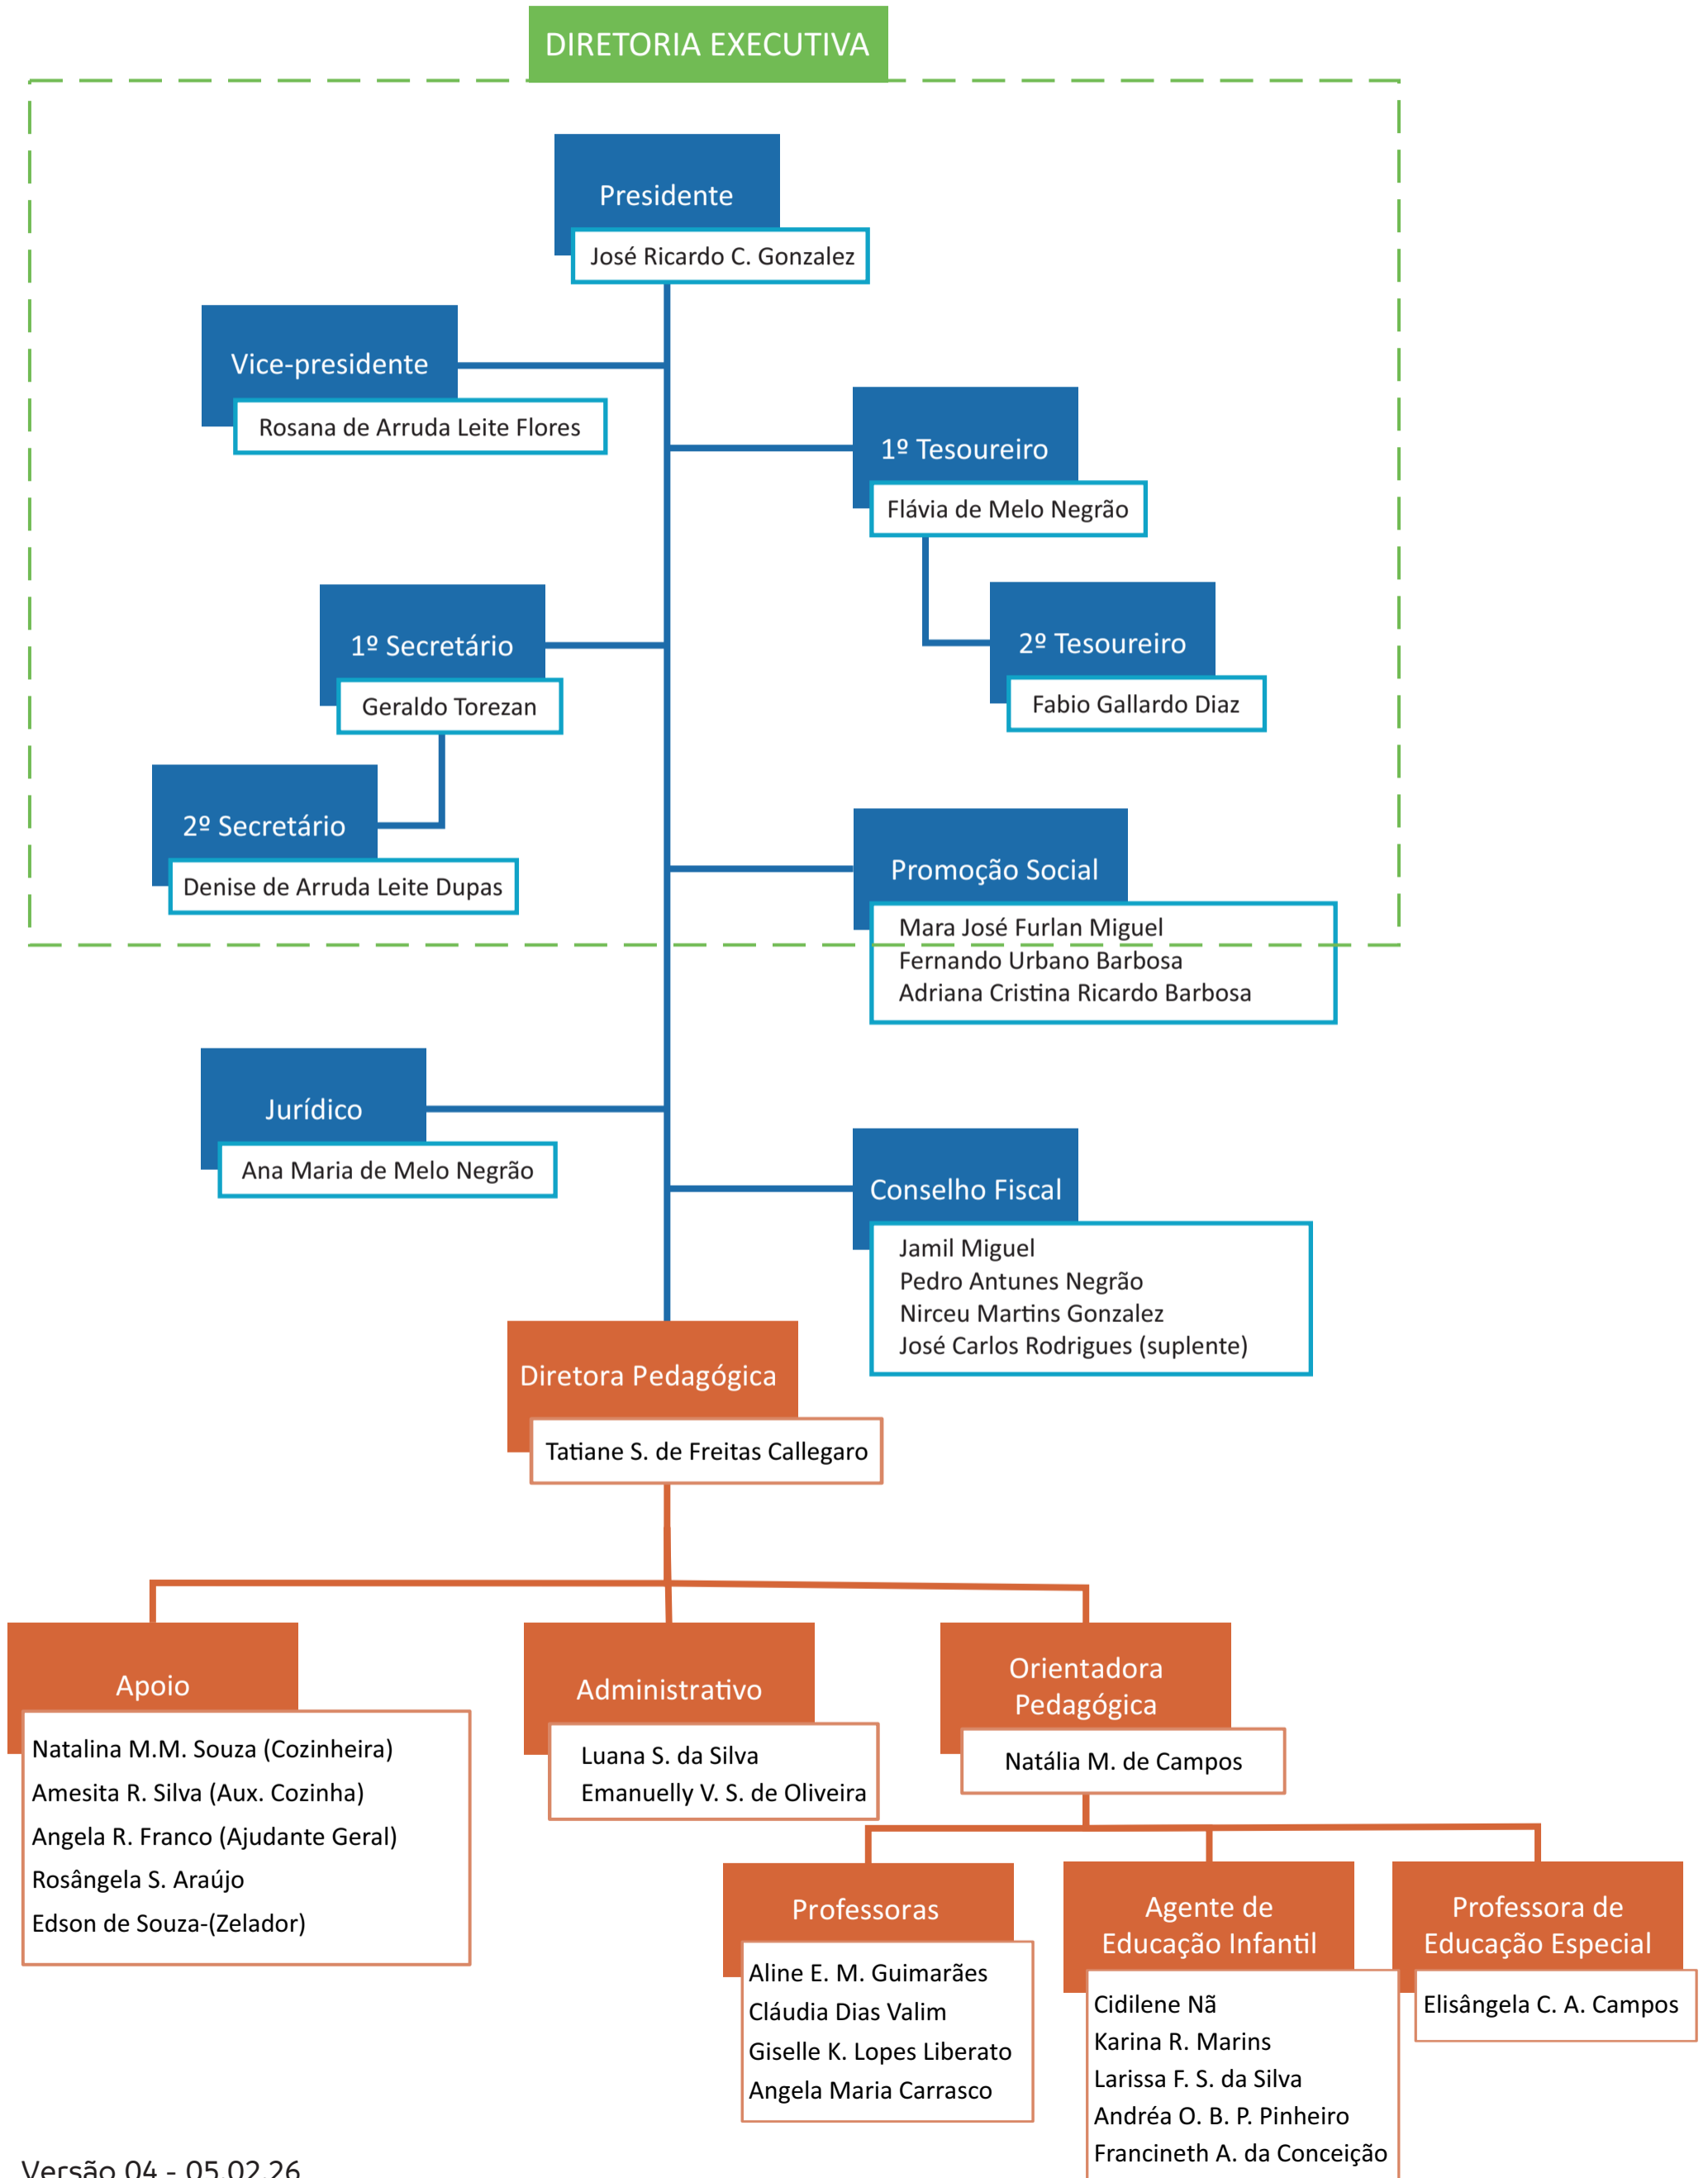 DIRETORIA EXECUTIVA
Presidente
José Ricardo C. Gonzalez
Vice-presidente
Rosana de Arruda Leite Flores
1º Tesoureiro
Flávia de Melo Negrão
1º Secretário
Geraldo Torezan
2º Tesoureiro
Fabio Gallardo Diaz
2º Secretário
Denise de Arruda Leite Dupas
Promoção Social
Mara José Furlan Miguel
Fernando Urbano Barbosa
Adriana Cristina Ricardo Barbosa
Jurídico
Ana Maria de Melo Negrão
Conselho Fiscal
Jamil Miguel
Pedro Antunes Negrão
Nirceu Martins Gonzalez
José Carlos Rodrigues (suplente)
Diretora Pedagógica
Tatiane S. de Freitas Callegaro
Apoio
Natalina M.M. Souza (Cozinheira)
Amesita R. Silva (Aux. Cozinha)
Angela R. Franco (Ajudante Geral)
Rosângela S. Araújo
Edson de Souza-(Zelador)
Administrativo
Luana S. da Silva
Emanuelly V. S. de Oliveira
Orientadora
Pedagógica
Natália M. de Campos
Professoras
Aline E. M. Guimarães
Cláudia Dias Valim
Giselle K. Lopes Liberato
Angela Maria Carrasco
Agente de
Educação Infantil
Cidilene Nã
Karina R. Marins
Larissa F. S. da Silva
Andréa O. B. P. Pinheiro
Francineth A. da Conceição
Professora de
Educação Especial
Elisângela C. A. Campos
Versão 04 - 05.02.26